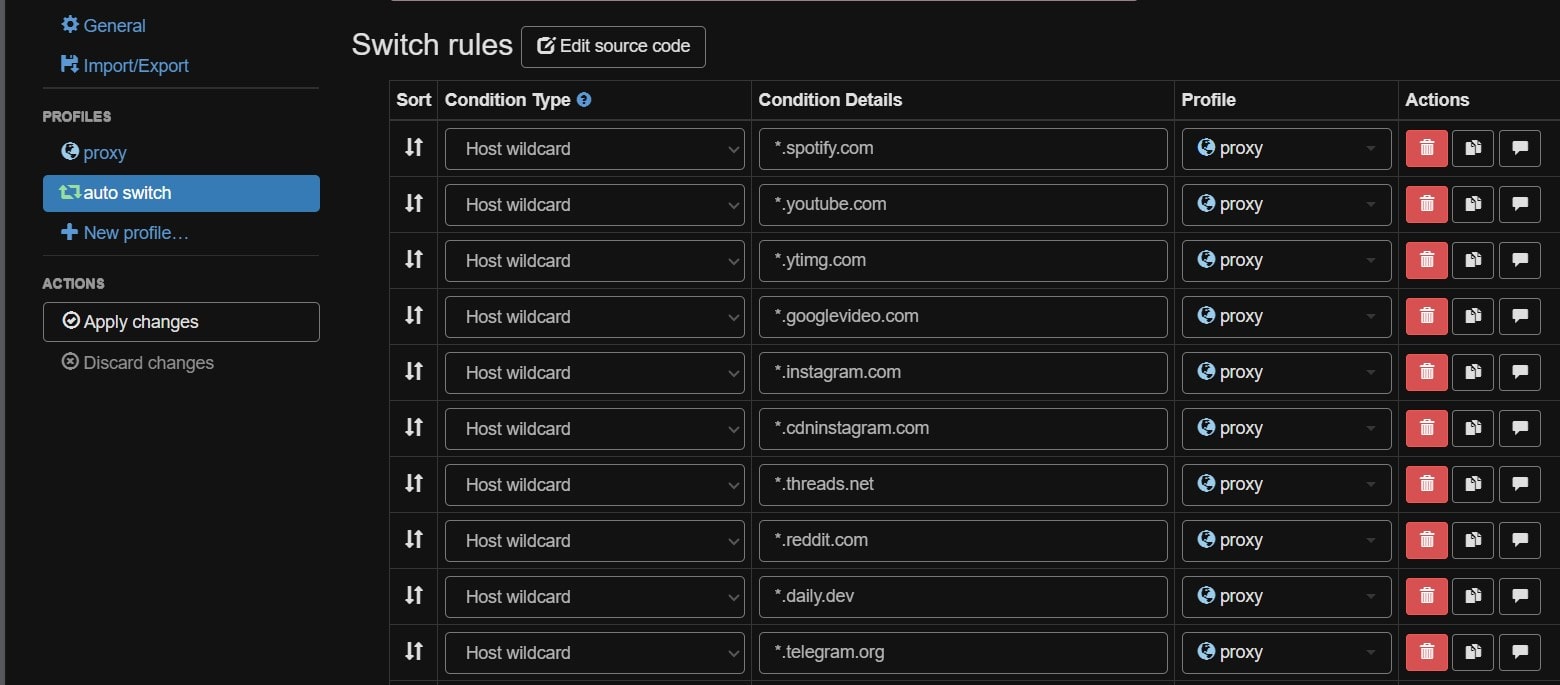 General
Import/Export
PROFILES
proxy
auto switch
New profile…
ACTIONS
Apply changes
Discard changes
Switch rules Edit source code
Sort Condition Type ? Condition Details Profile Actions
Host wildcard *.spotify.com proxy
Host wildcard *.youtube.com proxy
Host wildcard *.ytimg.com proxy
Host wildcard *.googlevideo.com proxy
Host wildcard *.instagram.com proxy
Host wildcard *.cdninstagram.com proxy
Host wildcard *.threads.net proxy
Host wildcard *.reddit.com proxy
Host wildcard *.daily.dev proxy
Host wildcard *.telegram.org proxy